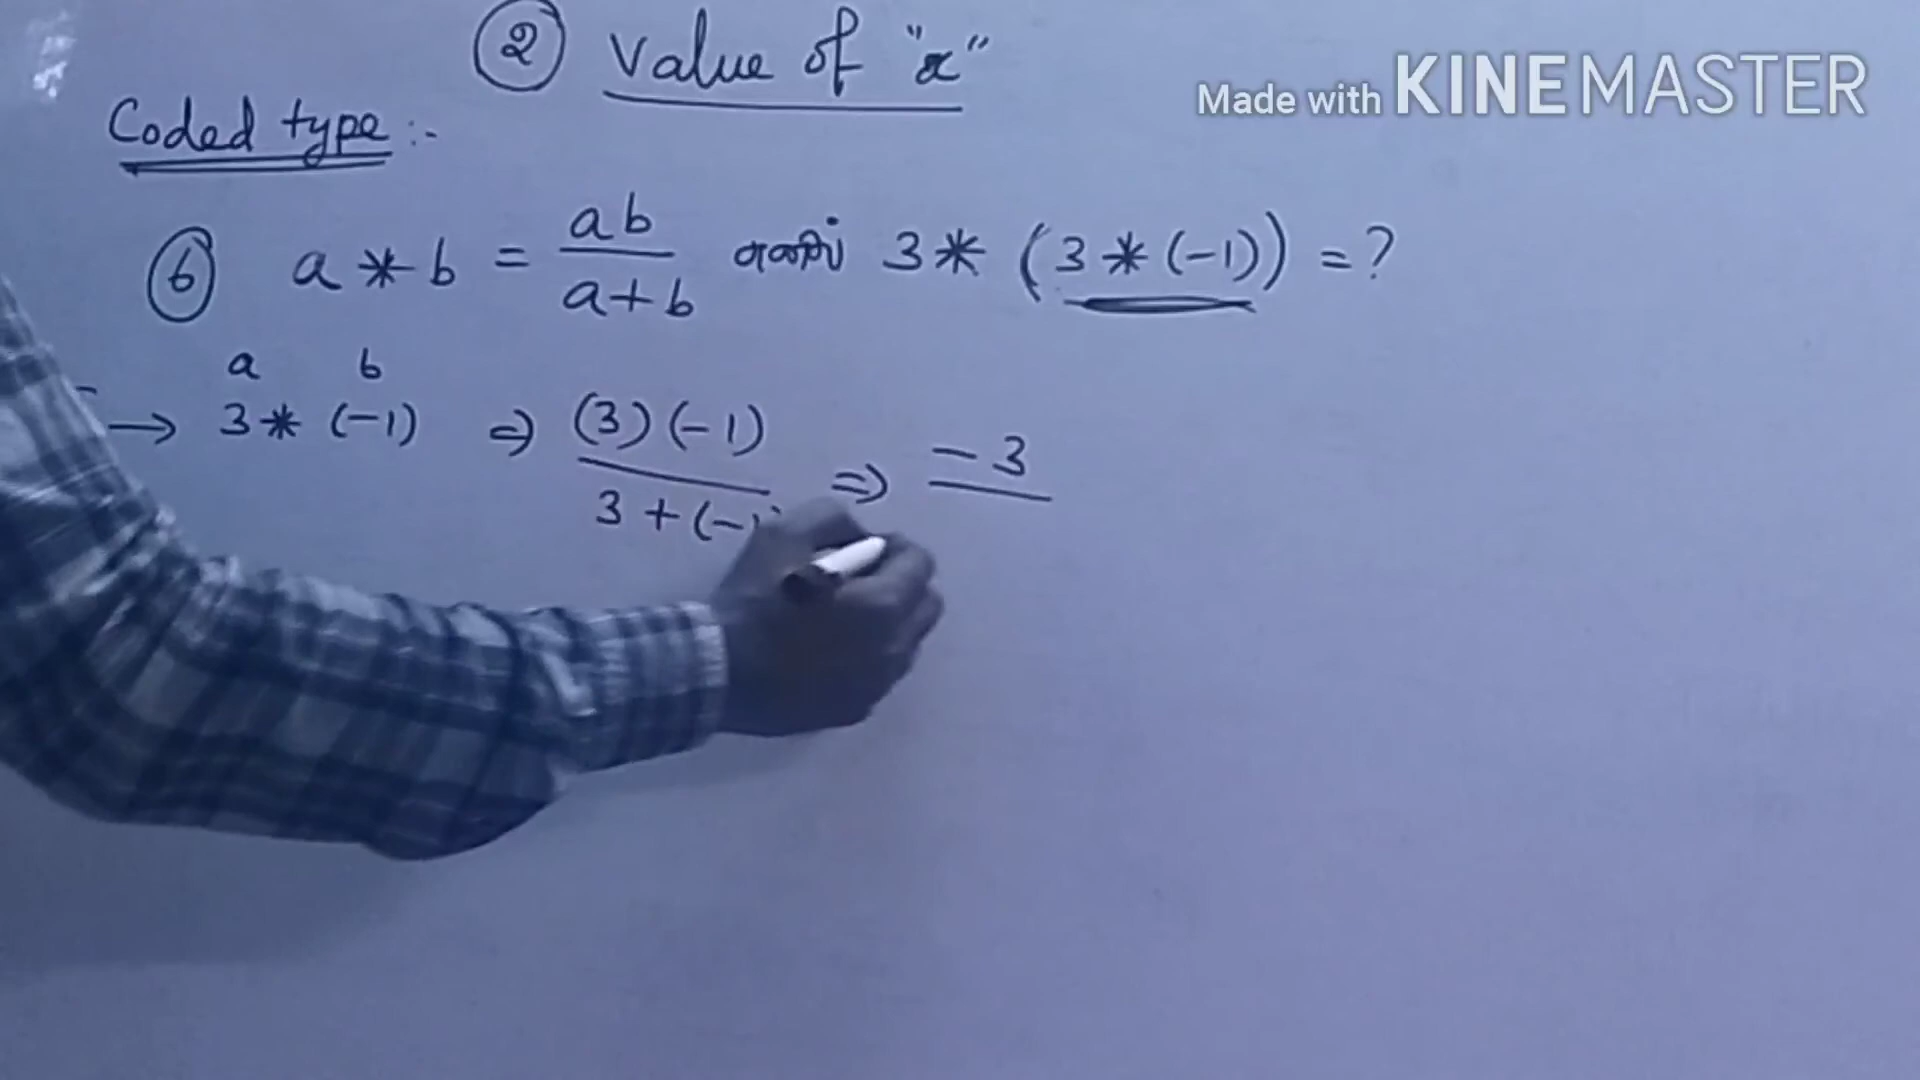 ② Value of "x"
Made with KINEMASTER
Coded type :-
⑥ a * b = ab / a+b எனில் 3 * (3 * (-1)) = ?
a b
→ 3 * (-1) ⇒ (3)(-1) / 3 + (-1) ⇒ -3